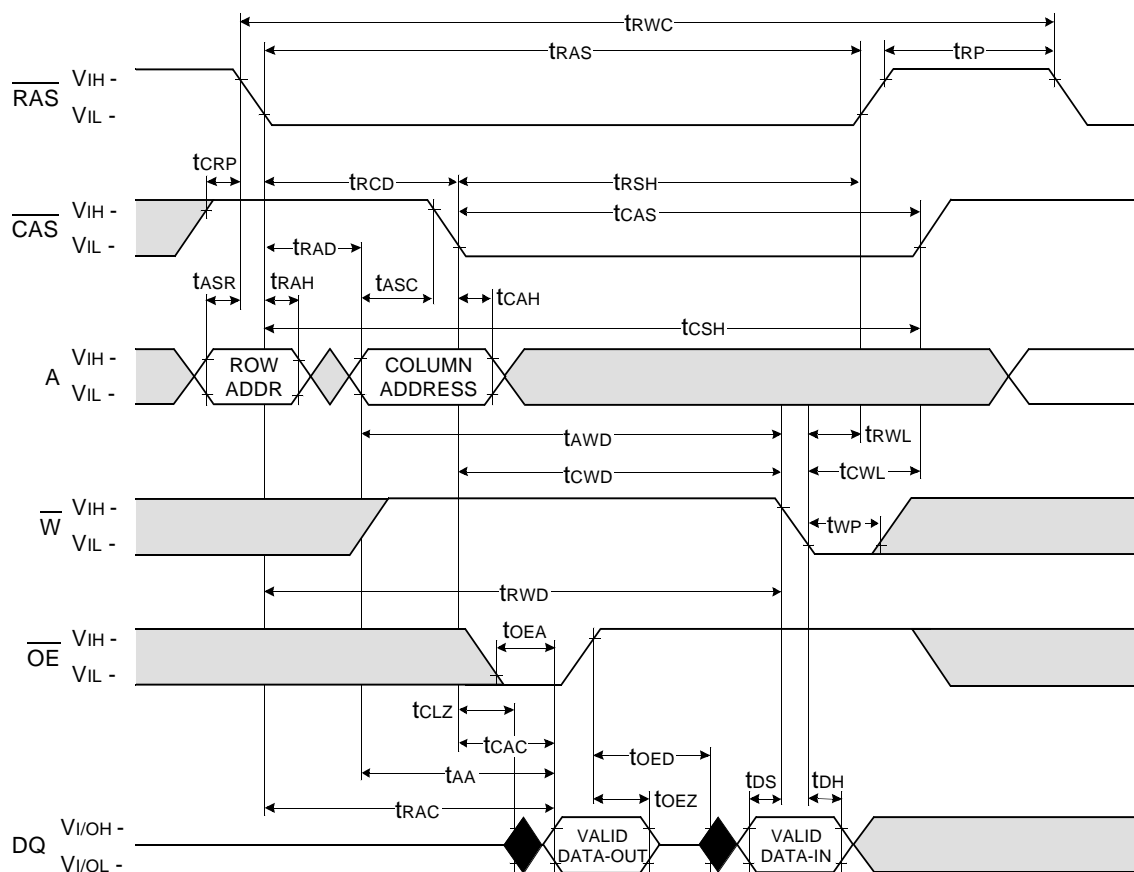 tRWC
tRAS
tRP
RAS
VIH -
VIL -
tCRP
tRCD
tRSH
CAS
VIH -
VIL -
tCAS
tRAD
tASR
tRAH
tASC
tCAH
tCSH
A
VIH -
VIL -
ROW
ADDR
COLUMN
ADDRESS
tAWD
tRWL
tCWD
tCWL
W
VIH -
VIL -
tWP
tRWD
OE
VIH -
VIL -
tOEA
tCLZ
tCAC
tOED
tAA
tDS
tDH
tRAC
tOEZ
DQ
VI/OH -
VI/OL -
VALID
DATA-OUT
VALID
DATA-IN